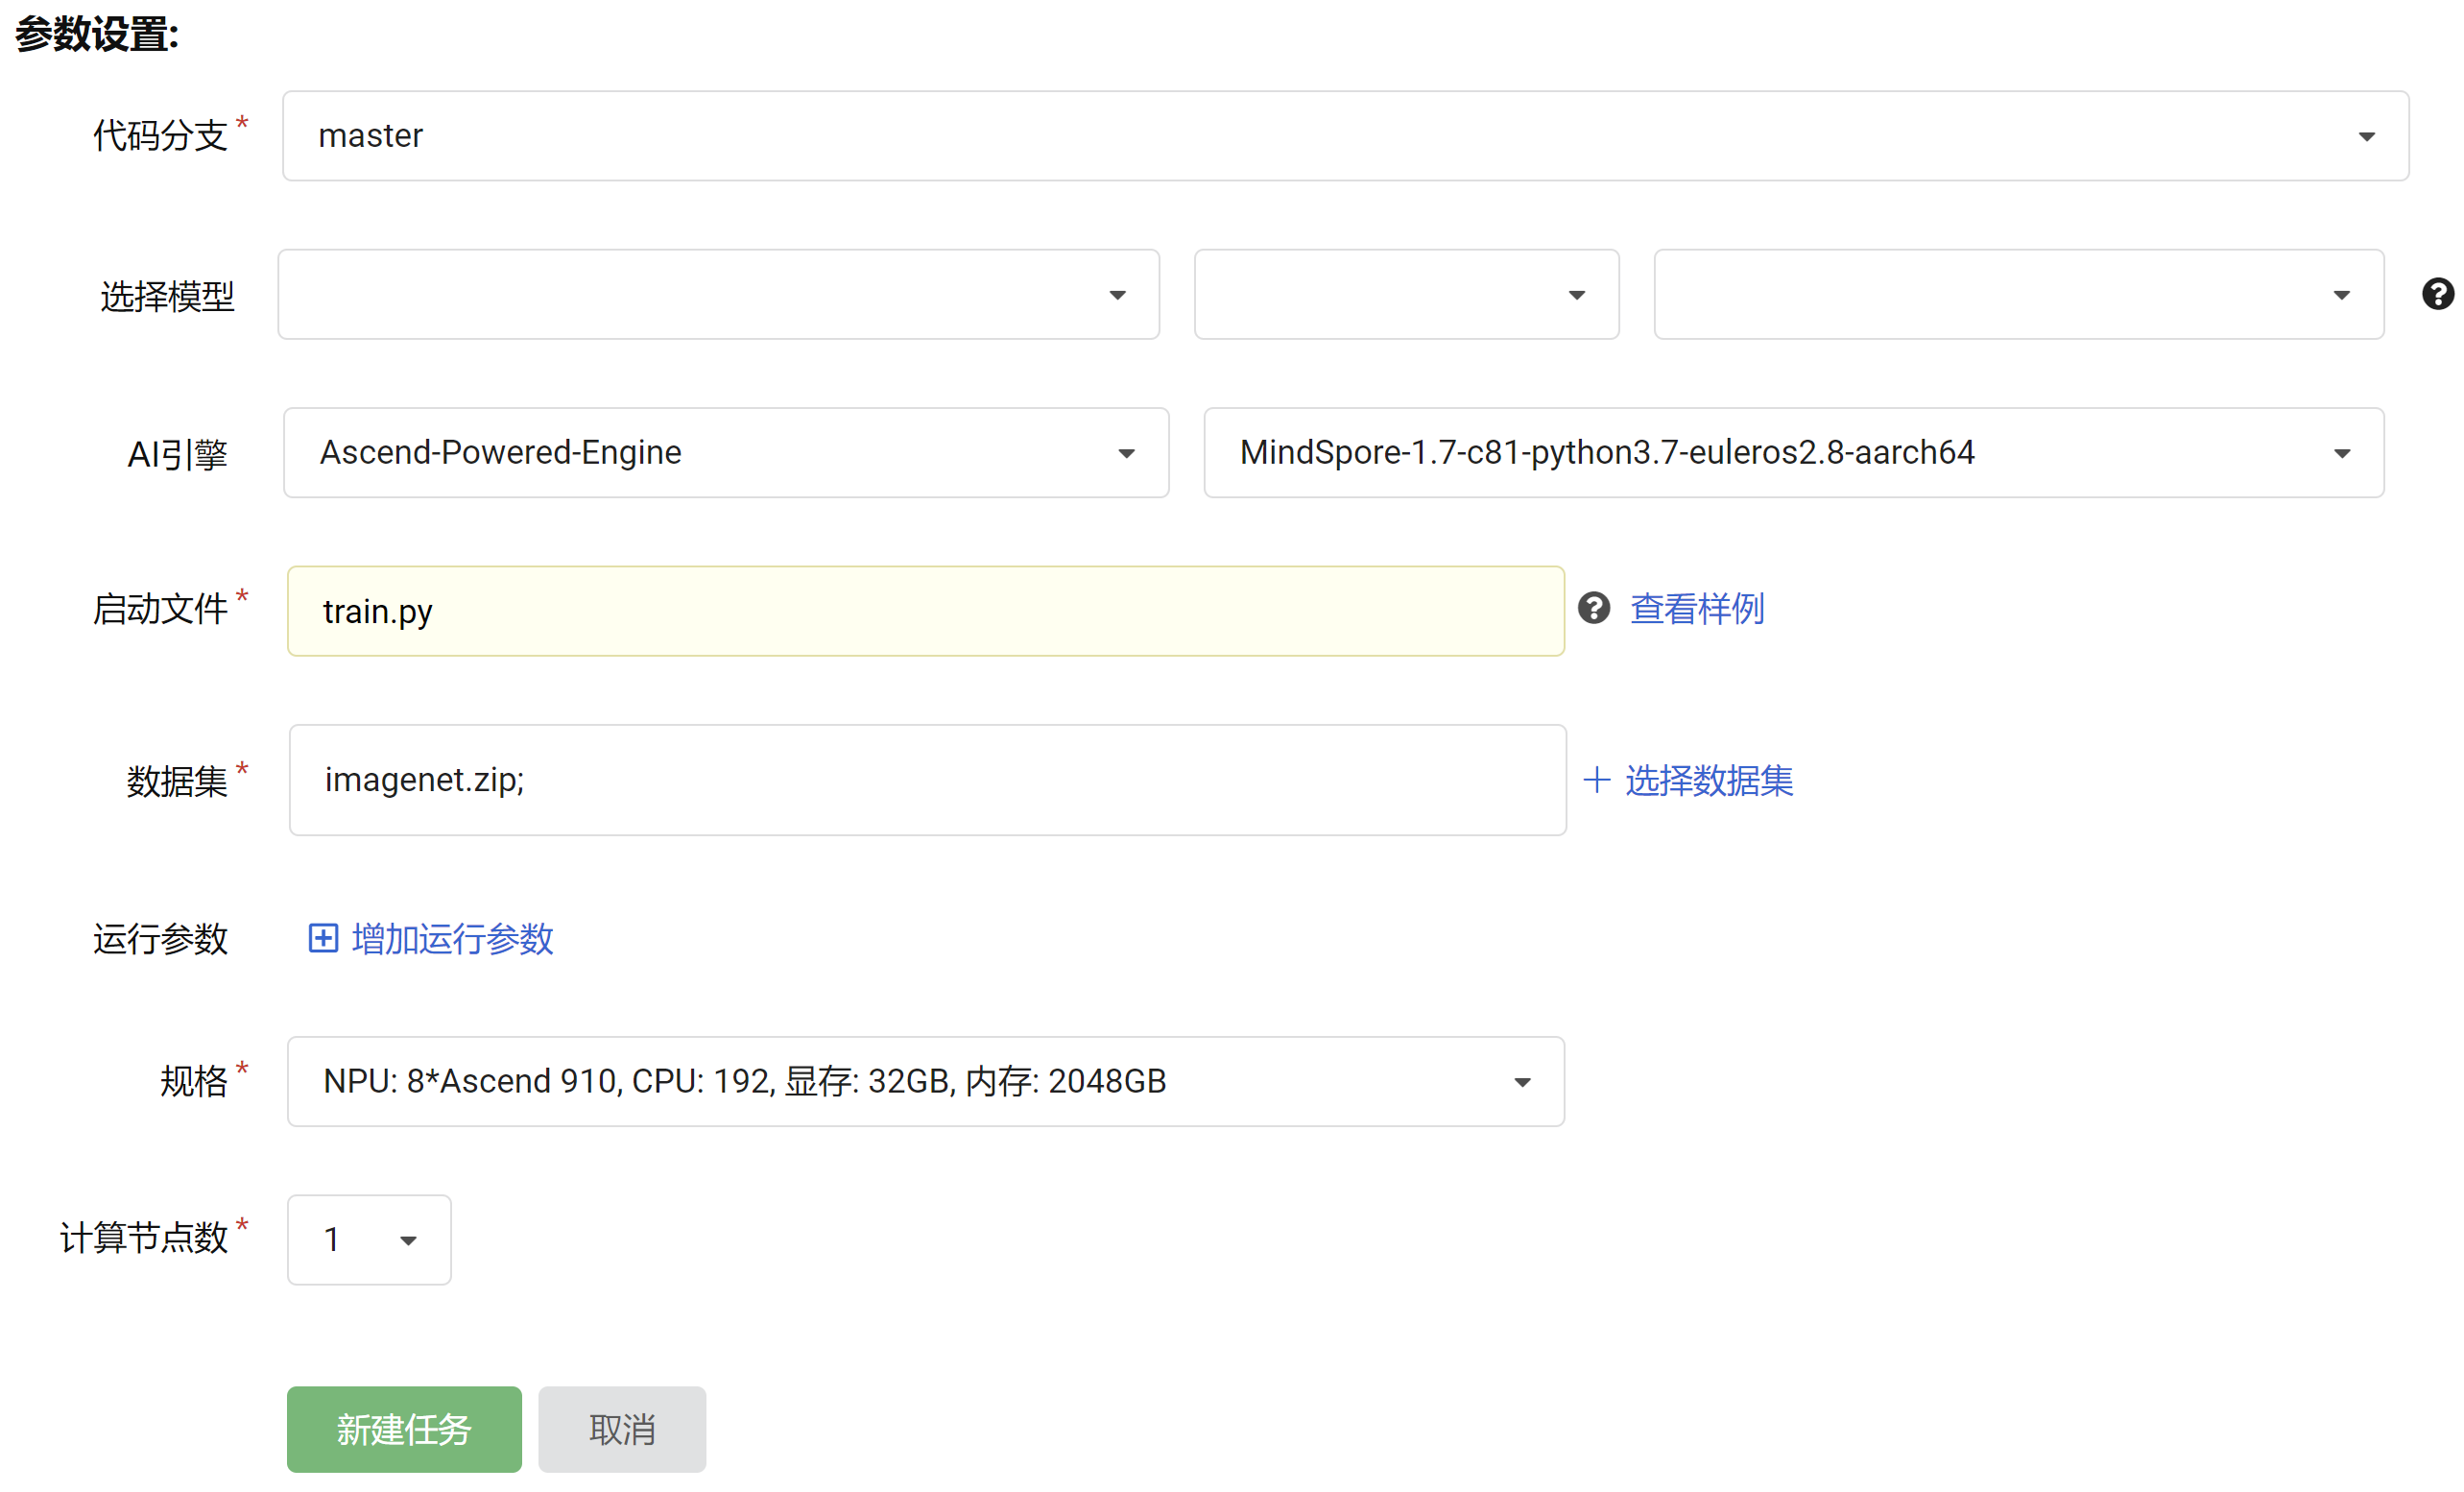 参数设置:
代码分支 * master
选择模型
AI引擎 Ascend-Powered-Engine MindSpore-1.7-c81-python3.7-euleros2.8-aarch64
启动文件 * train.py 查看样例
数据集 * imagenet.zip; + 选择数据集
运行参数 增加运行参数
规格 * NPU: 8*Ascend 910, CPU: 192, 显存: 32GB, 内存: 2048GB
计算节点数 * 1
新建任务 取消